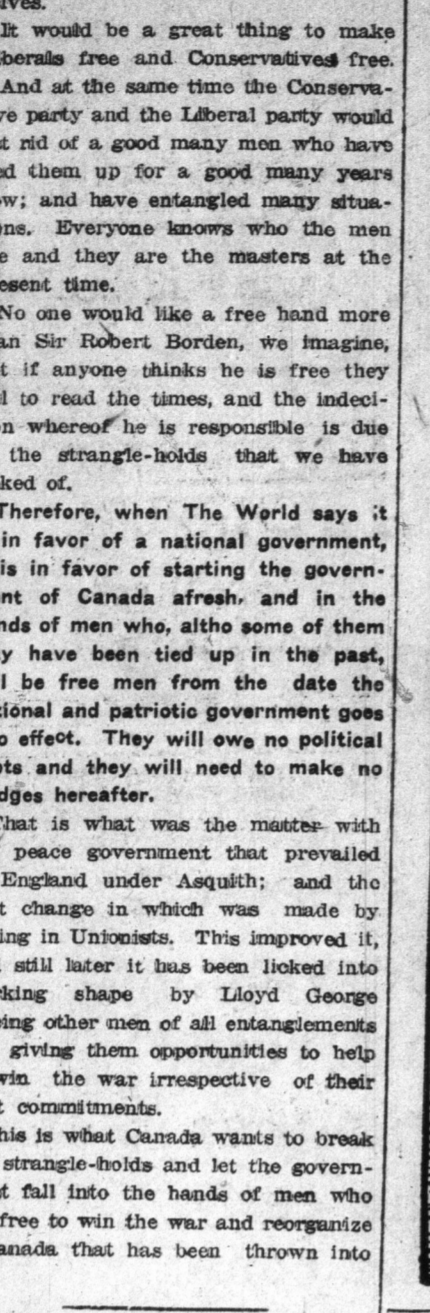 ives.
It would be a great thing to make
iberals free and Conservatives free.
And at the same time the Conserva-
ve party and the Liberal party would
t rid of a good many men who have
d them up for a good many years
w; and have entangled many situa-
ns. Everyone knows who the men
e and they are the masters at the
esent time.
No one would like a free hand more
an Sir Robert Borden, we imagine,
t if anyone thinks he is free they
l to read the times, and the indeci-
n whereof he is responsible is due
the strangle-holds that we have
ked of.
Therefore, when The World says it
in favor of a national government,
is in favor of starting the govern-
nt of Canada afresh, and in the
nds of men who, altho some of them
y have been tied up in the past,
l be free men from the date the
tional and patriotic government goes
o effect. They will owe no political
ots and they will need to make no
dges hereafter.
That is what was the matter with
peace government that prevailed
England under Asquith; and the
t change in which was made by
ing in Unionists. This improved it,
still later it has been licked into
king shape by Lloyd George
eing other men of all entanglements
giving them opportunities to help
win the war irrespective of their
t commitments.
his is what Canada wants to break
strangle-holds and let the govern-
t fall into the hands of men who
free to win the war and reorganize
anada that has been thrown into